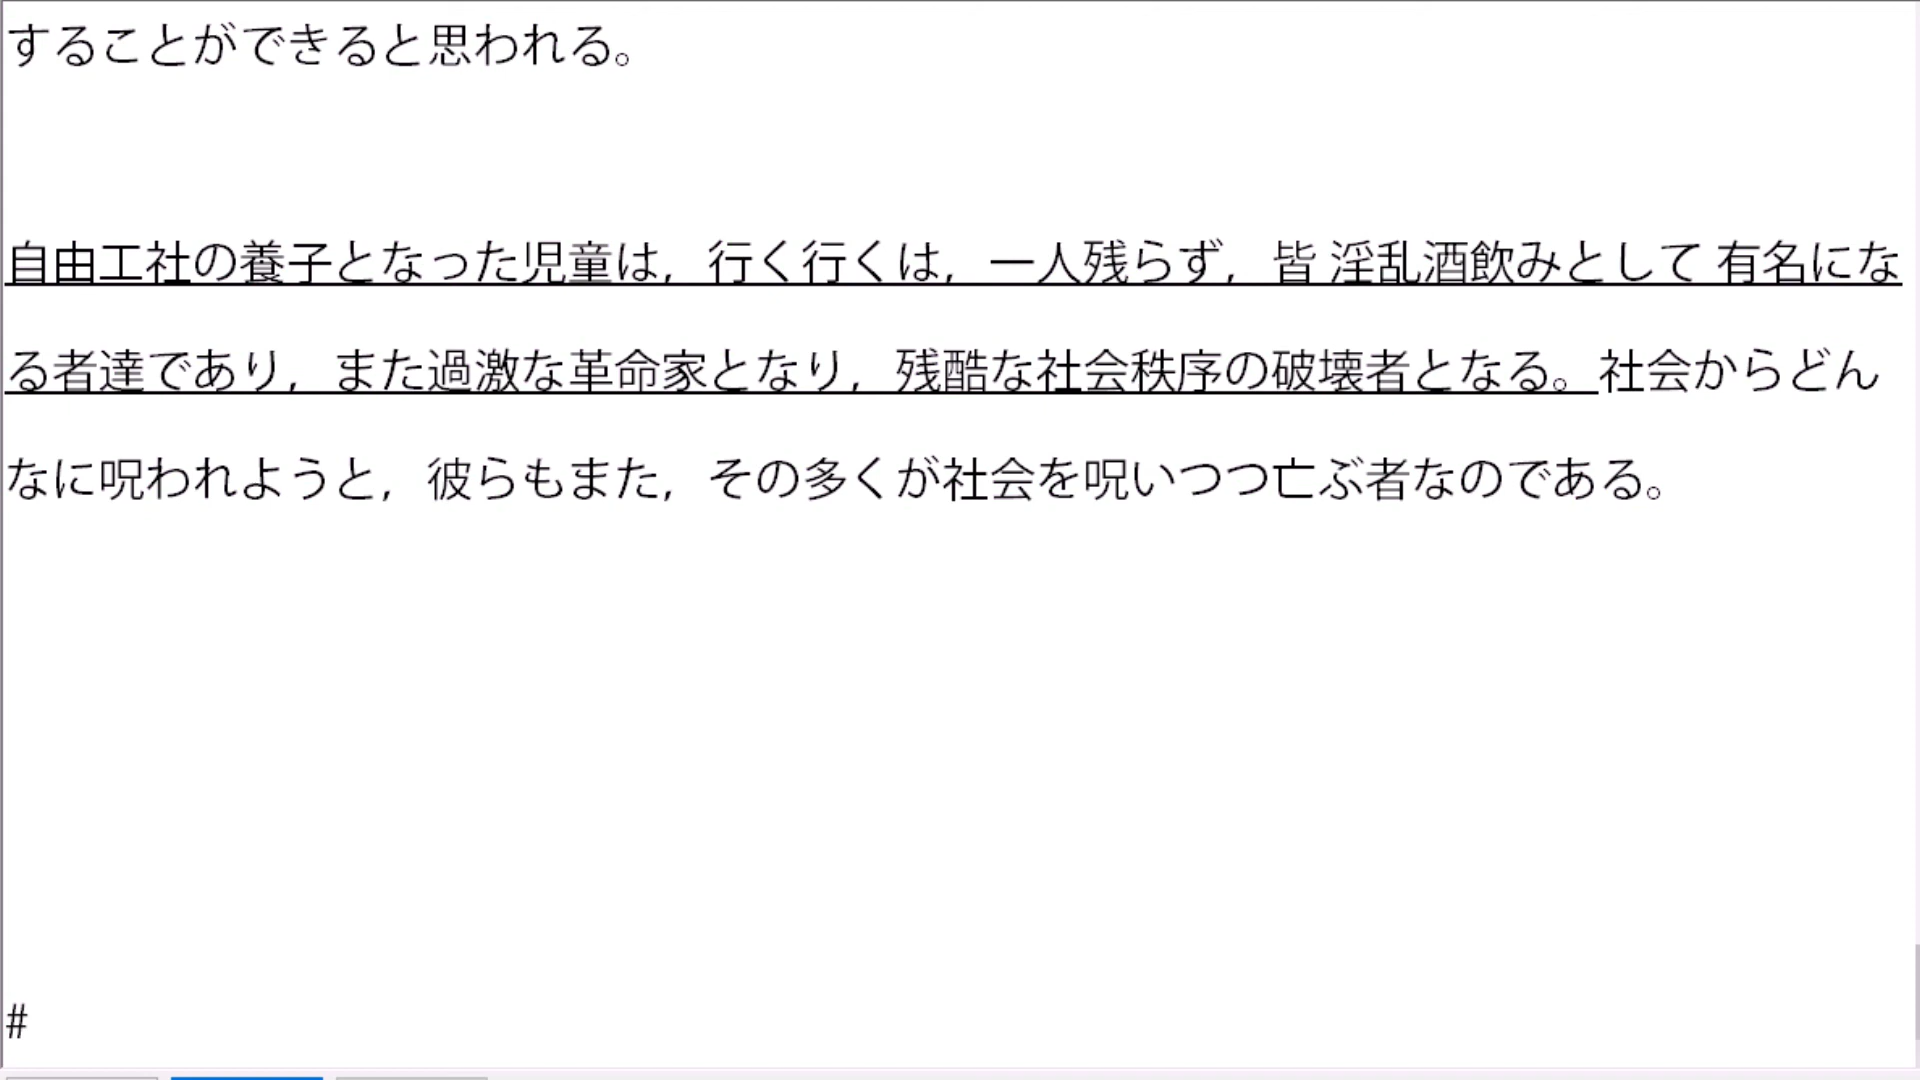 することができると思われる。
自由工社の養子となった児童は，行く行くは，一人残らず，皆 淫乱酒飲みとして 有名にな
る者達であり，また過激な革命家となり，残酷な社会秩序の破壊者となる。社会からどん
なに呪われようと，彼らもまた，その多くが社会を呪いつつ亡ぶ者なのである。
#